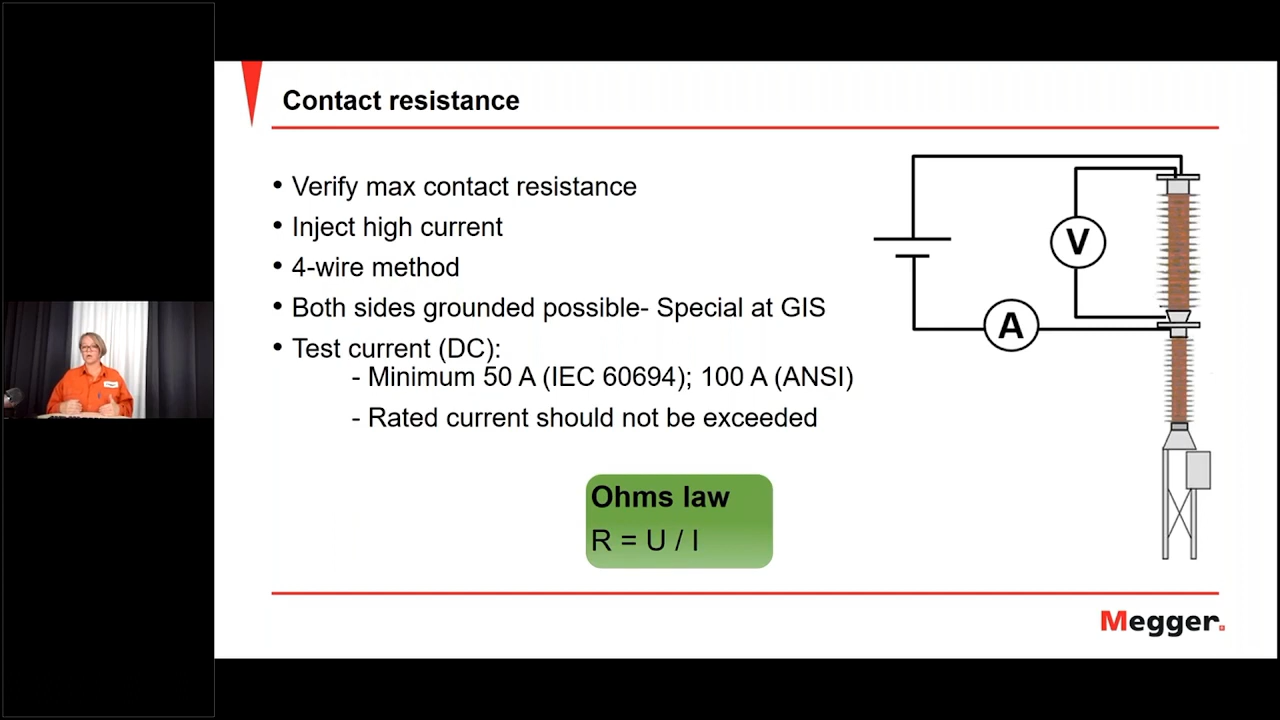 Contact resistance
• Verify max contact resistance
• Inject high current
• 4-wire method
• Both sides grounded possible- Special at GIS
• Test current (DC):
- Minimum 50 A (IEC 60694); 100 A (ANSI)
- Rated current should not be exceeded
V
A
Ohms law
R = U / I
Megger.